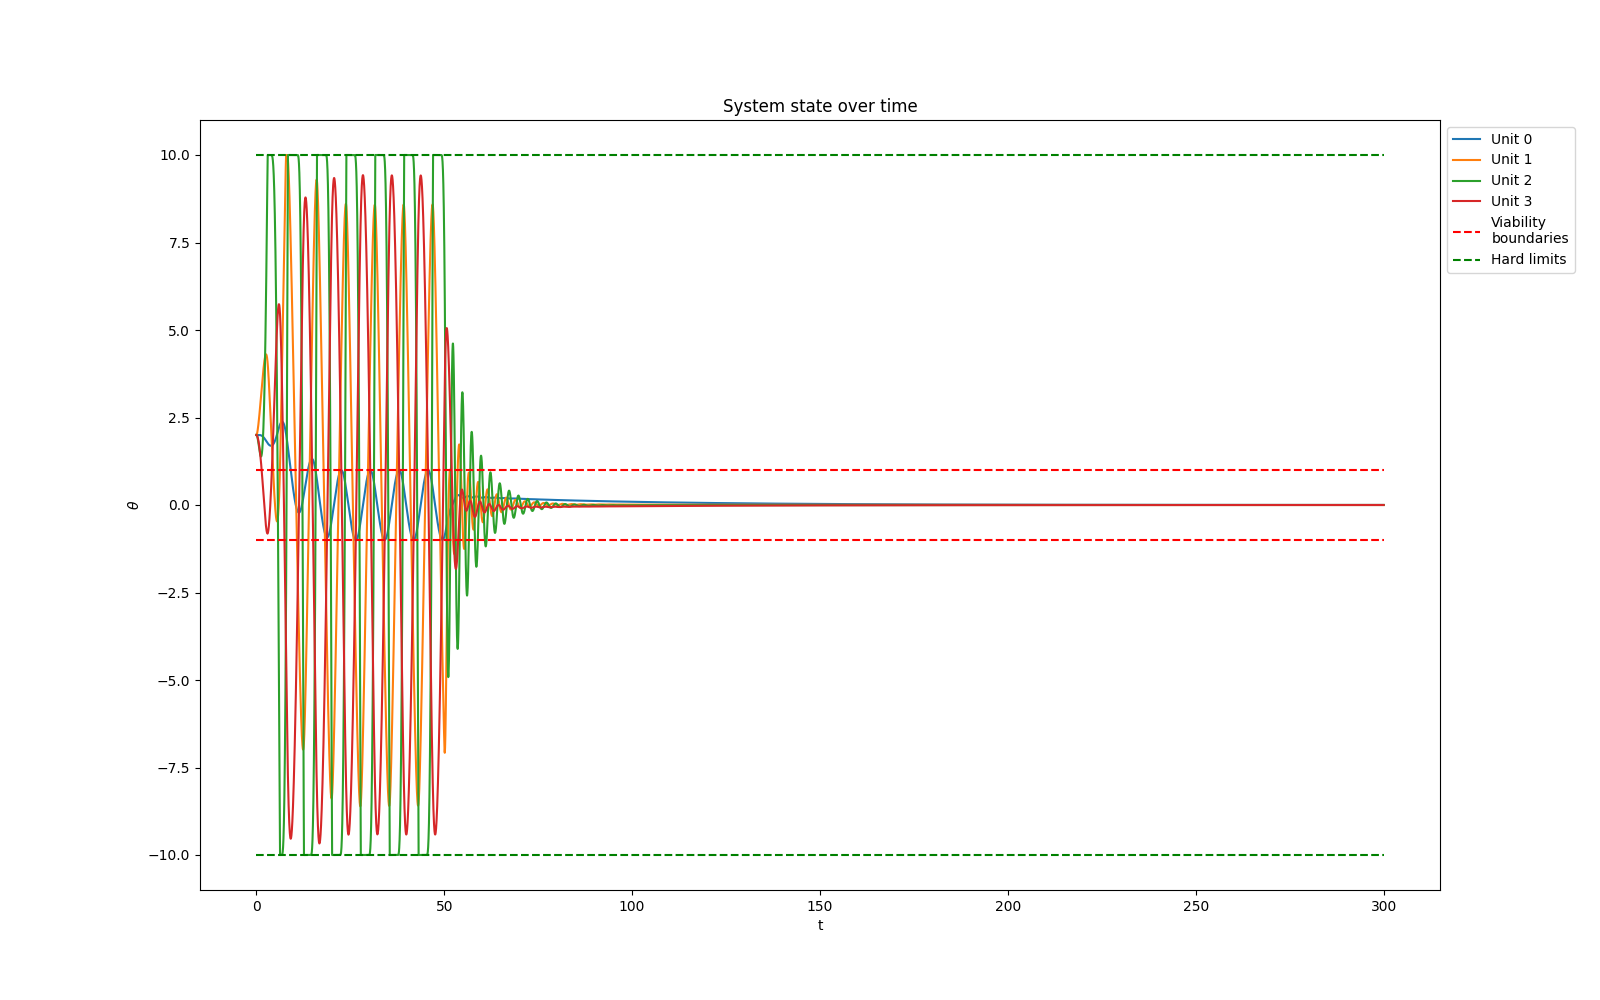 System state over time
10.0
7.5
5.0
2.5
0.0
−2.5
−5.0
−7.5
−10.0
θ
0
50
100
150
200
250
300
t
Unit 0
Unit 1
Unit 2
Unit 3
Viability
boundaries
Hard limits